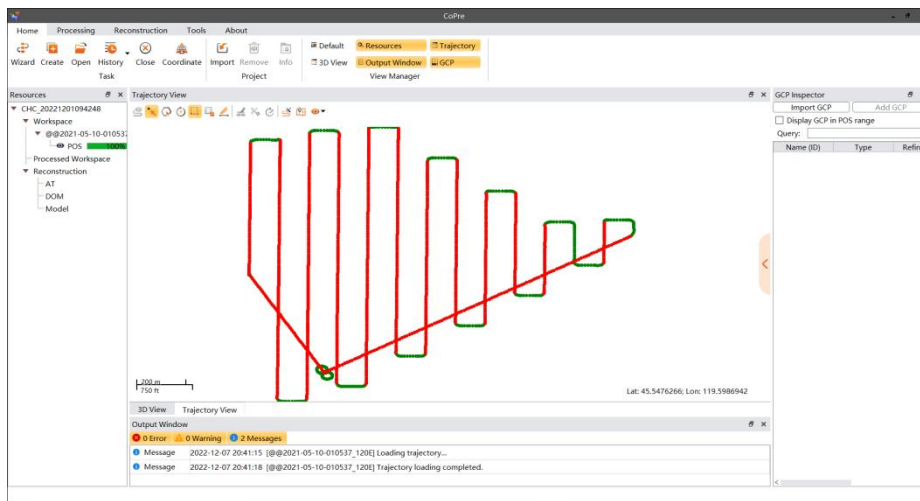 CoPre
Home Processing Reconstruction Tools About
Wizard Create Open History Close Coordinate Import Remove Info
Default Resources Trajectory
3D View Output Window GCP
Task Project View Manager
Resources
CHC_20221201094248
Workspace
@@2021-05-10-010537
POS 100%
Processed Workspace
Reconstruction
AT
DOM
Model
Trajectory View
200 m
750 ft
Lat: 45.5476266; Lon: 119.5986942
3D View Trajectory View
Output Window
0 Error 0 Warning 2 Messages
Message 2022-12-07 20:41:15 [@@2021-05-10-010537_120E] Loading trajectory...
Message 2022-12-07 20:41:18 [@@2021-05-10-010537_120E] Trajectory loading completed.
GCP Inspector
Import GCP Add GCP
Display GCP in POS range
Query:
Name (ID) Type Refin